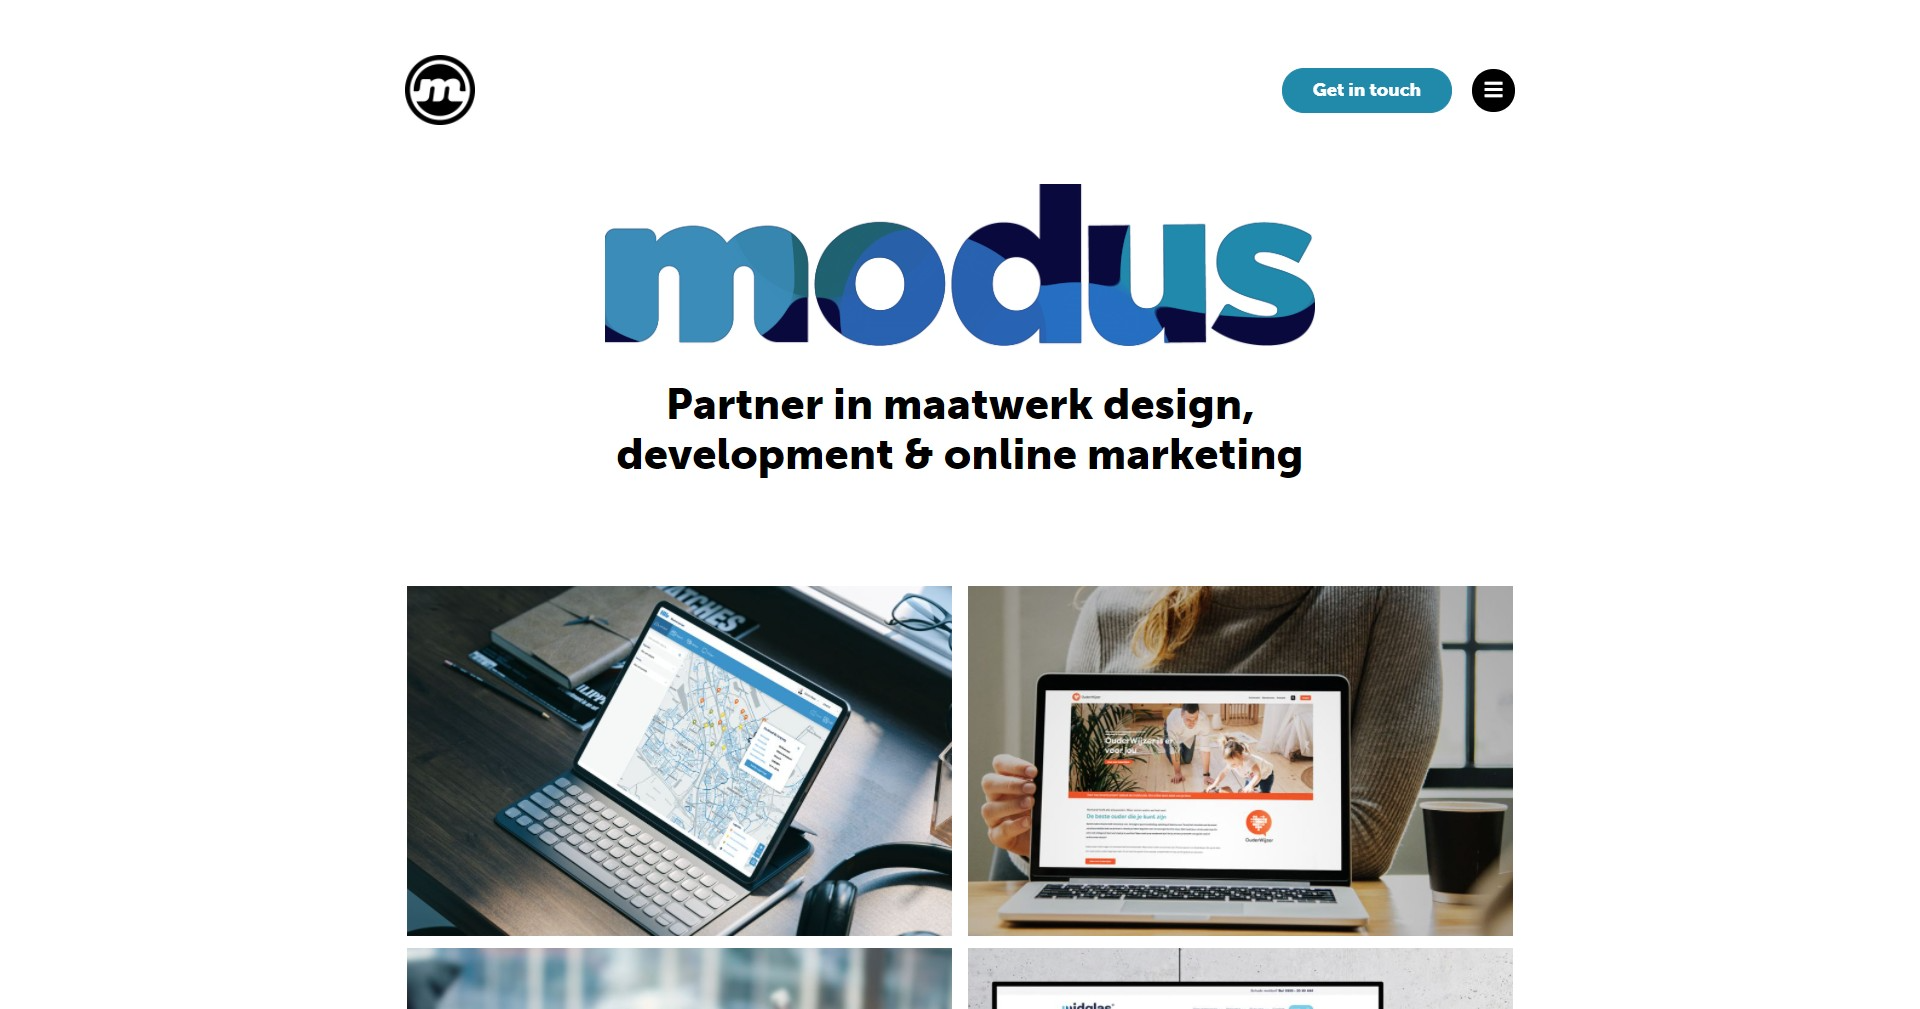 m
Get in touch
modus
Partner in maatwerk design,
development & online marketing
OuderWijzer is er
voor jou
De beste ouder die je kunt zijn
OuderWijzer
midglas